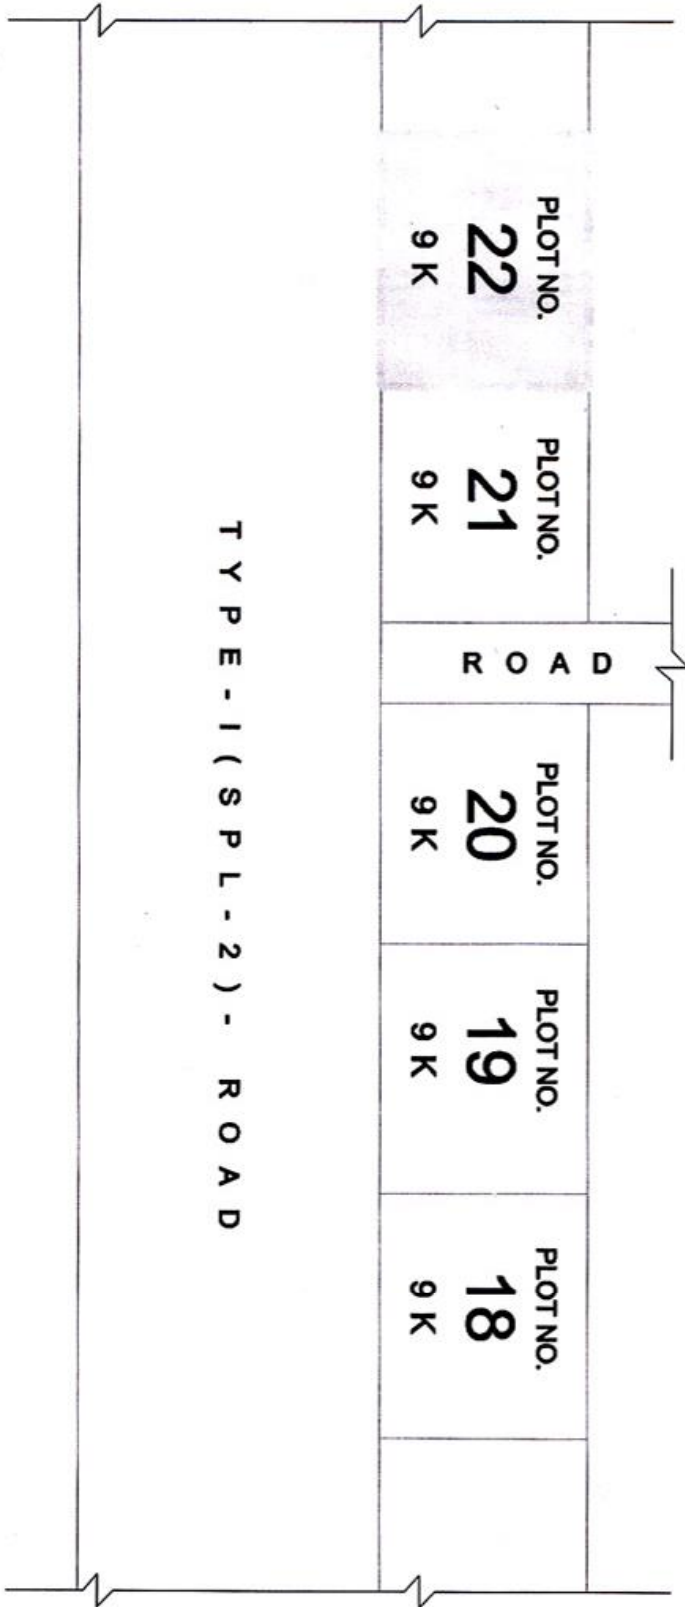 PLOT NO.
22
9 K
PLOT NO.
21
9 K
ROAD
PLOT NO.
20
9 K
PLOT NO.
19
9 K
PLOT NO.
18
9 K
TYPE-I(SPL-2)- ROAD